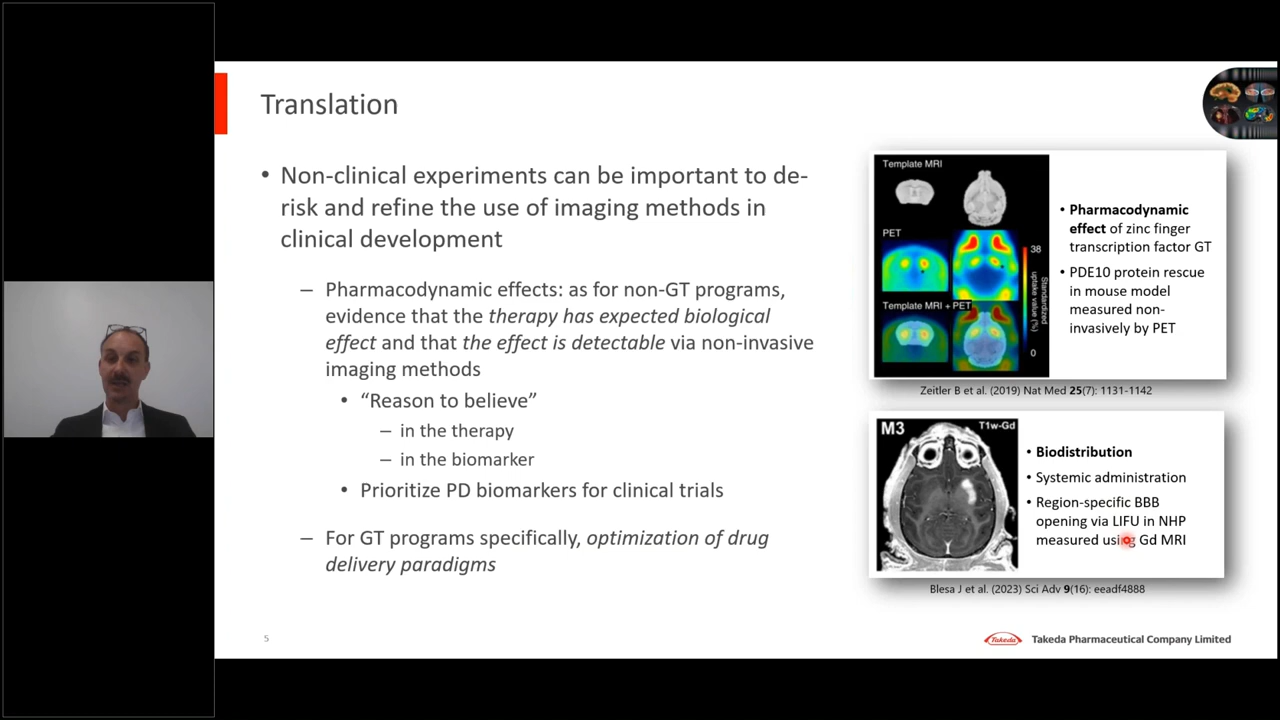 Translation
• Non-clinical experiments can be important to de-
risk and refine the use of imaging methods in
clinical development
– Pharmacodynamic effects: as for non-GT programs,
evidence that the therapy has expected biological
effect and that the effect is detectable via non-invasive
imaging methods
• “Reason to believe”
– in the therapy
– in the biomarker
• Prioritize PD biomarkers for clinical trials
– For GT programs specifically, optimization of drug
delivery paradigms
Template MRI
PET
Template MRI + PET
38
Standardized
uptake value (%)
0
• Pharmacodynamic
effect of zinc finger
transcription factor GT
• PDE10 protein rescue
in mouse model
measured non-
invasively by PET
Zeitler B et al. (2019) Nat Med 25(7): 1131-1142
M3
T1w-Gd
• Biodistribution
• Systemic administration
• Region-specific BBB
opening via LIFU in NHP
measured using Gd MRI
Blesa J et al. (2023) Sci Adv 9(16): eeadf4888
5
Takeda
Takeda Pharmaceutical Company Limited